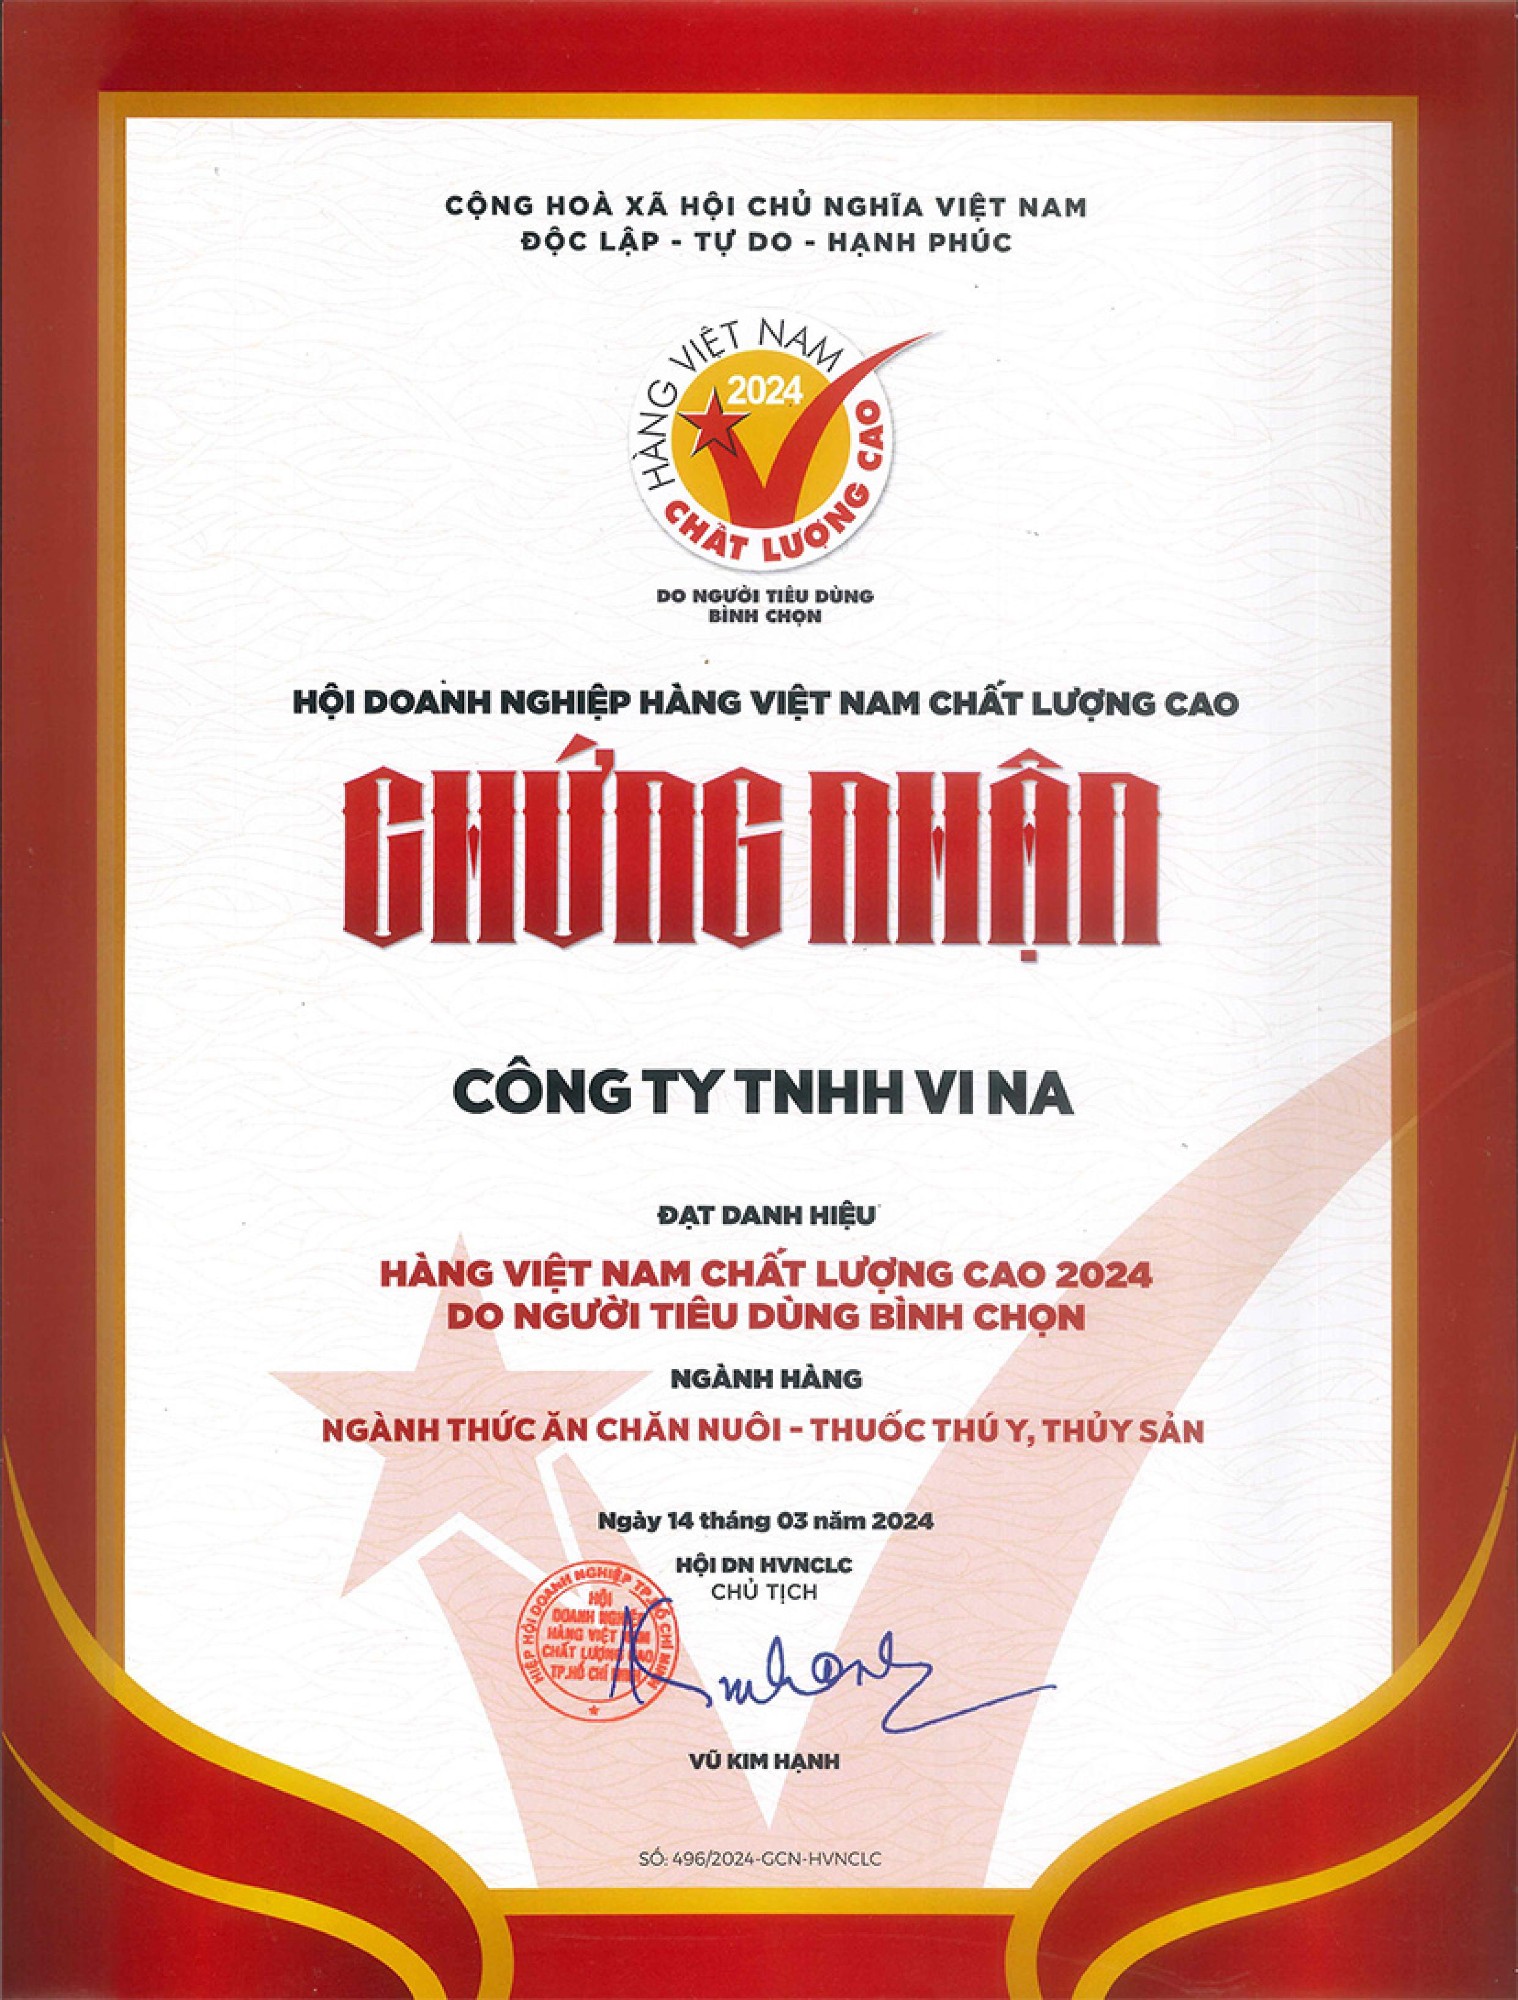 CỘNG HOÀ XÃ HỘI CHỦ NGHĨA VIỆT NAM
ĐỘC LẬP - TỰ DO - HẠNH PHÚC
HÀNG VIỆT NAM
2024
CHẤT LƯỢNG CAO
DO NGƯỜI TIÊU DÙNG
BÌNH CHỌN
HỘI DOANH NGHIỆP HÀNG VIỆT NAM CHẤT LƯỢNG CAO
CHỨNG NHẬN
CÔNG TY TNHH VI NA
ĐẠT DANH HIỆU
HÀNG VIỆT NAM CHẤT LƯỢNG CAO 2024
DO NGƯỜI TIÊU DÙNG BÌNH CHỌN
NGÀNH HÀNG
NGÀNH THỨC ĂN CHĂN NUÔI - THUỐC THÚ Y, THỦY SẢN
Ngày 14 tháng 03 năm 2024
HỘI DN HVNCLC
CHỦ TỊCH
HIỆP HỘI DOANH NGHIỆP TP.HỒ CHÍ MINH
HỘI
DOANH NGHIỆP
HÀNG VIỆT NAM
CHẤT LƯỢNG CAO
TP.HỒ CHÍ MINH
VŨ KIM HẠNH
SỐ: 496/2024-GCN-HVNCLC